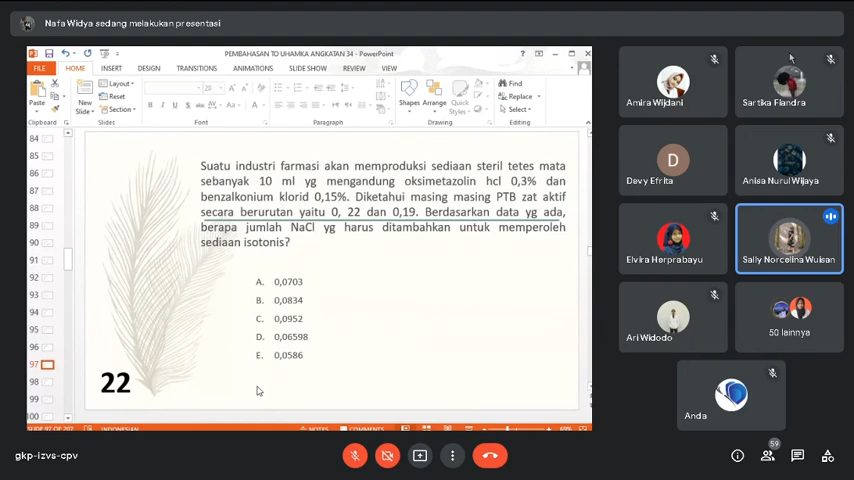 Nafa Widya sedang melakukan presentasi
PEMBAHASAN TO UHAMKA ANGKATAN 34 - PowerPoint
FILE HOME INSERT DESIGN TRANSITIONS ANIMATIONS SLIDE SHOW REVIEW VIEW
Paste
New Slide
Layout
Reset
Section
Shapes
Arrange
Quick Styles
Find
Replace
Select
Clipboard
Slides
Font
Paragraph
Drawing
Editing
84
85
86
87
88
89
90
91
92
93
94
95
96
97
98
99
100
Suatu industri farmasi akan memproduksi sediaan steril tetes mata
sebanyak 10 ml yg mengandung oksimetazolin hcl 0,3% dan
benzalkonium klorid 0,15%. Diketahui masing masing PTB zat aktif
secara berurutan yaitu 0, 22 dan 0,19. Berdasarkan data yg ada,
berapa jumlah NaCl yg harus ditambahkan untuk memperoleh
sediaan isotonis?
A. 0,0703
B. 0,0834
C. 0,0952
D. 0,06598
E. 0,0586
22
SLIDE 97 OF 202
INDONESIAN
NOTES
COMMENTS
69%
Amira Wijdani
Sartika Fiandra
D
Devy Efrita
Anisa Nurul Wijaya
Elvira Herprabayu
Sally Norcelina Wuisan
Ari Widodo
50 lainnya
Anda
gkp-izvs-cpv
59